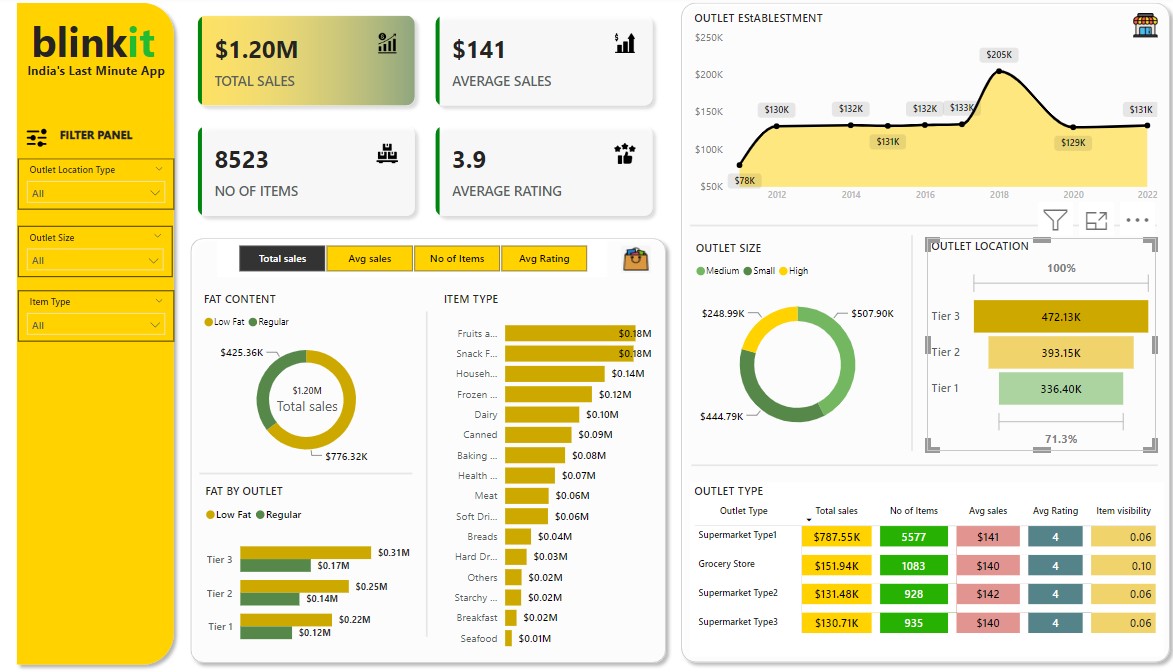 blinkit
India's Last Minute App
FILTER PANEL
Outlet Location Type
All
Outlet Size
All
Item Type
All
$1.20M
TOTAL SALES
$141
AVERAGE SALES
8523
NO OF ITEMS
3.9
AVERAGE RATING
Total sales Avg sales No of Items Avg Rating
FAT CONTENT
Low Fat Regular
$425.36K
$1.20M
Total sales
$776.32K
FAT BY OUTLET
Low Fat Regular
Tier 3 $0.31M
$0.17M
Tier 2 $0.25M
$0.14M
Tier 1 $0.22M
$0.12M
ITEM TYPE
Fruits a... $0.18M
Snack F... $0.18M
Househ... $0.14M
Frozen ... $0.12M
Dairy $0.10M
Canned $0.09M
Baking ... $0.08M
Health ... $0.07M
Meat $0.06M
Soft Dri... $0.06M
Breads $0.04M
Hard Dr... $0.03M
Others $0.02M
Starchy ... $0.02M
Breakfast $0.02M
Seafood $0.01M
OUTLET EStABLESTMENT
$250K
$200K
$150K
$100K
$50K
$78K
$130K
$132K
$131K
$132K
$133K
$205K
$129K
$131K
2012 2014 2016 2018 2020 2022
OUTLET SIZE
Medium Small High
$248.99K
$507.90K
$444.79K
OUTLET LOCATION
100%
Tier 3 472.13K
Tier 2 393.15K
Tier 1 336.40K
71.3%
OUTLET TYPE
Outlet Type Total sales No of Items Avg sales Avg Rating Item visibility
Supermarket Type1 $787.55K 5577 $141 4 0.06
Grocery Store $151.94K 1083 $140 4 0.10
Supermarket Type2 $131.48K 928 $142 4 0.06
Supermarket Type3 $130.71K 935 $140 4 0.06